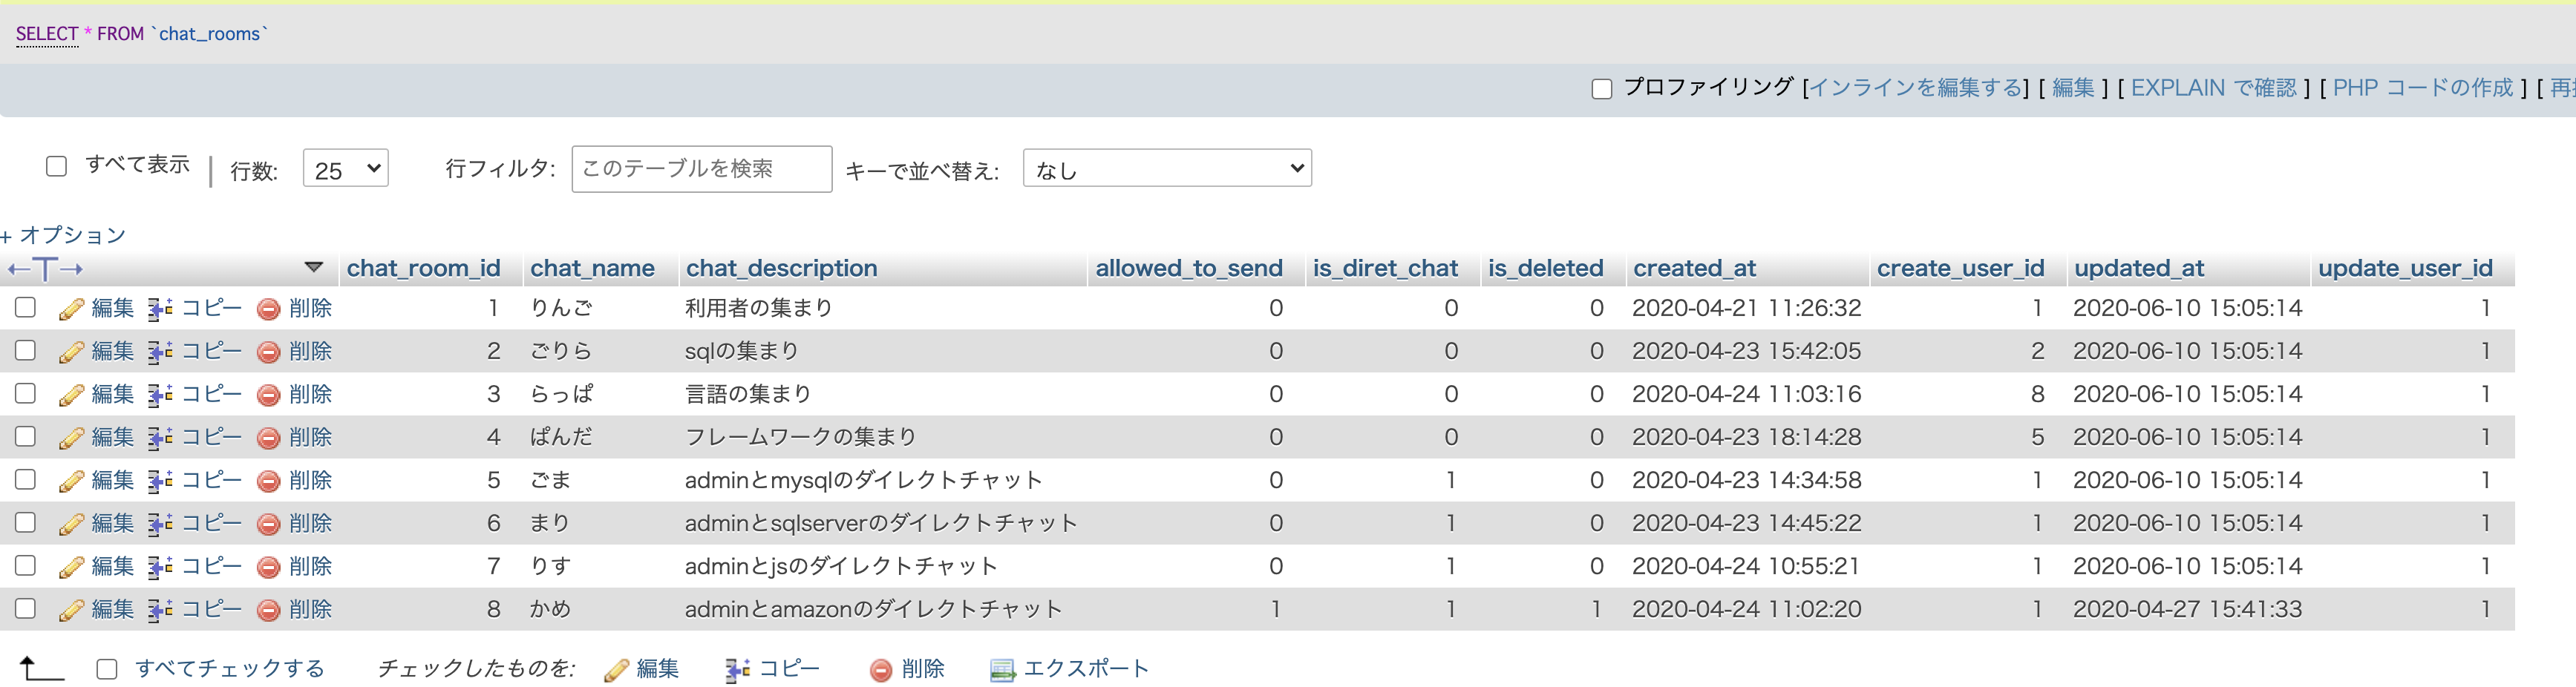 SELECT * FROM `chat_rooms`
プロファイリング [インラインを編集する] [ 編集 ] [ EXPLAIN で確認 ] [ PHP コードの作成 ] [ 再
すべて表示 | 行数: 25 行フィルタ: このテーブルを検索 キーで並べ替え: なし
+ オプション
←T→ chat_room_id chat_name chat_description allowed_to_send is_diret_chat is_deleted created_at create_user_id updated_at update_user_id
編集 コピー 削除 1 りんご 利用者の集まり 0 0 0 2020-04-21 11:26:32 1 2020-06-10 15:05:14 1
編集 コピー 削除 2 ごりら sqlの集まり 0 0 0 2020-04-23 15:42:05 2 2020-06-10 15:05:14 1
編集 コピー 削除 3 らっぱ 言語の集まり 0 0 0 2020-04-24 11:03:16 8 2020-06-10 15:05:14 1
編集 コピー 削除 4 ぱんだ フレームワークの集まり 0 0 0 2020-04-23 18:14:28 5 2020-06-10 15:05:14 1
編集 コピー 削除 5 ごま adminとmysqlのダイレクトチャット 0 1 0 2020-04-23 14:34:58 1 2020-06-10 15:05:14 1
編集 コピー 削除 6 まり adminとsqlserverのダイレクトチャット 0 1 0 2020-04-23 14:45:22 1 2020-06-10 15:05:14 1
編集 コピー 削除 7 りす adminとjsのダイレクトチャット 0 1 0 2020-04-24 10:55:21 1 2020-06-10 15:05:14 1
編集 コピー 削除 8 かめ adminとamazonのダイレクトチャット 1 1 1 2020-04-24 11:02:20 1 2020-04-27 15:41:33 1
すべてチェックする チェックしたものを: 編集 コピー 削除 エクスポート